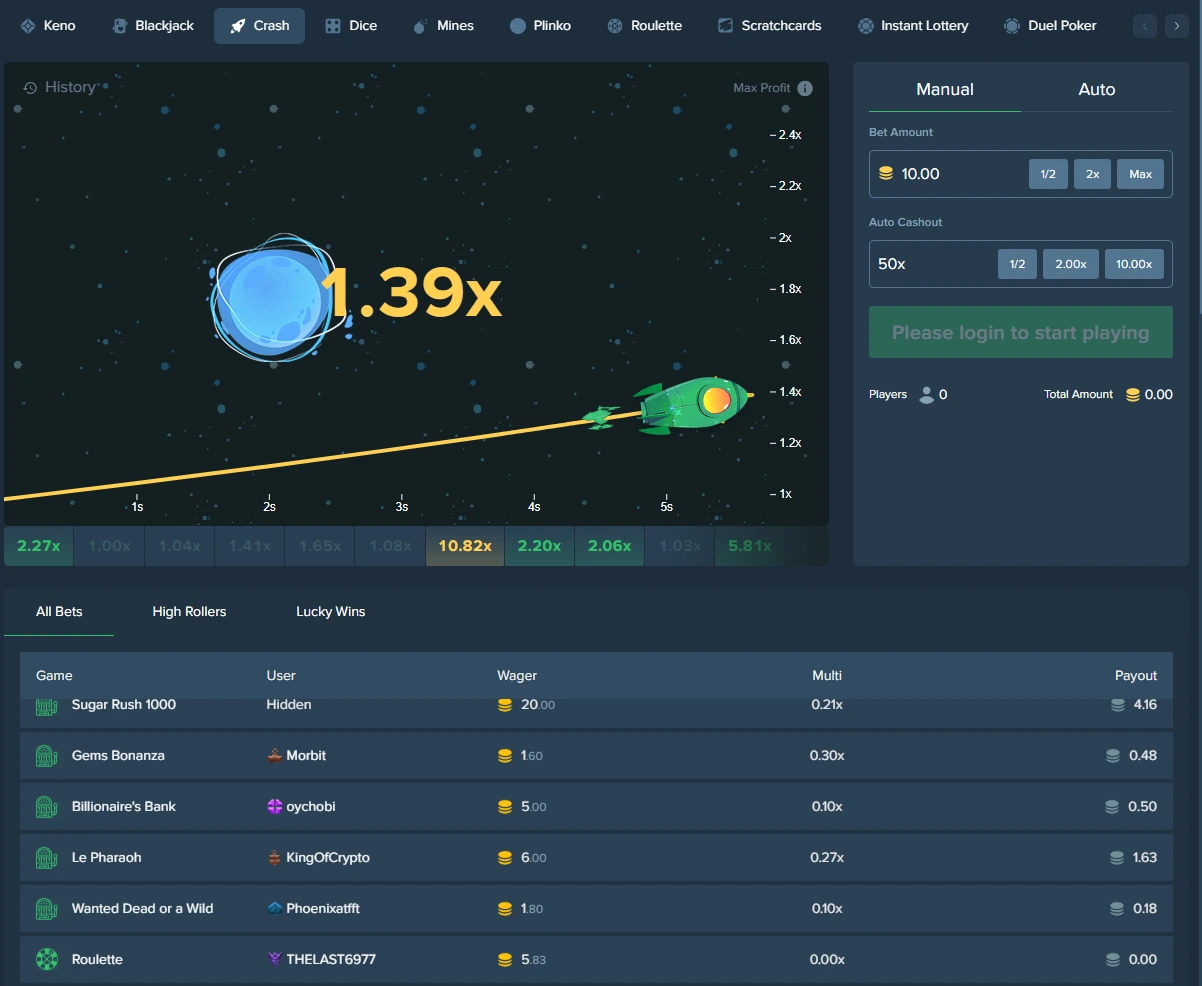 Keno Blackjack Crash Dice Mines Plinko Roulette Scratchcards Instant Lottery Duel Poker
History
Max Profit
2.4x
2.2x
2x
1.8x
1.6x
1.4x
1.2x
1x
1.39x
1s 2s 3s 4s 5s
2.27x 1.00x 1.04x 1.41x 1.65x 1.08x 10.82x 2.20x 2.06x 1.03x 5.81x
Manual Auto
Bet Amount
10.00 1/2 2x Max
Auto Cashout
50x 1/2 2.00x 10.00x
Please login to start playing
Players 0 Total Amount 0.00
All Bets High Rollers Lucky Wins
Game User Wager Multi Payout
Sugar Rush 1000 Hidden 20.00 0.21x 4.16
Gems Bonanza Morbit 1.60 0.30x 0.48
Billionaire's Bank oychobi 5.00 0.10x 0.50
Le Pharaoh KingOfCrypto 6.00 0.27x 1.63
Wanted Dead or a Wild Phoenixatfft 1.80 0.10x 0.18
Roulette THELAST6977 5.83 0.00x 0.00